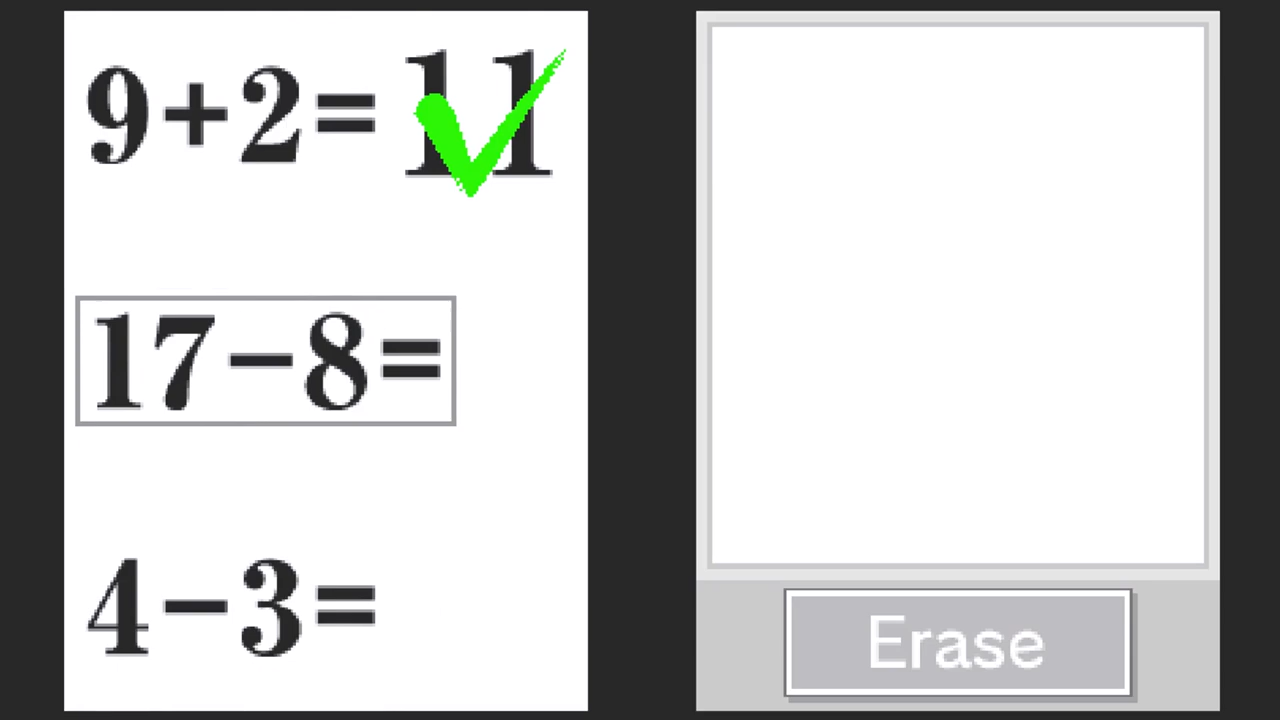 9+2= 11
17−8=
4−3=
Erase